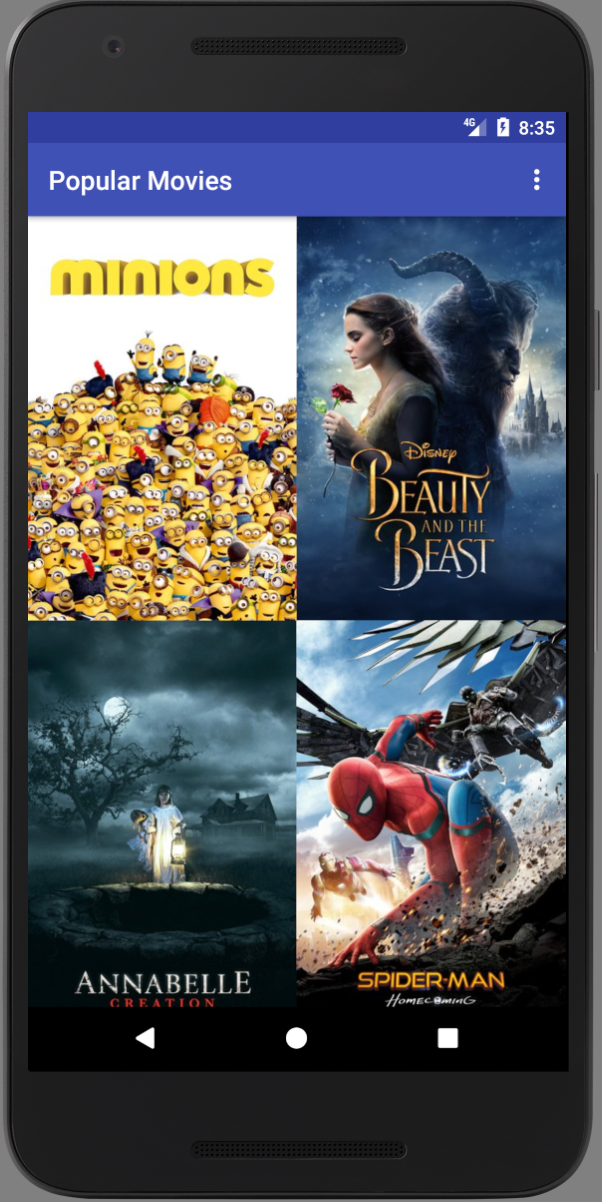 4G 8:35
Popular Movies
minions
Disney
BEAUTY
AND THE
BEAST
ANNABELLE
CREATION
SPIDER-MAN
HOMECOMING